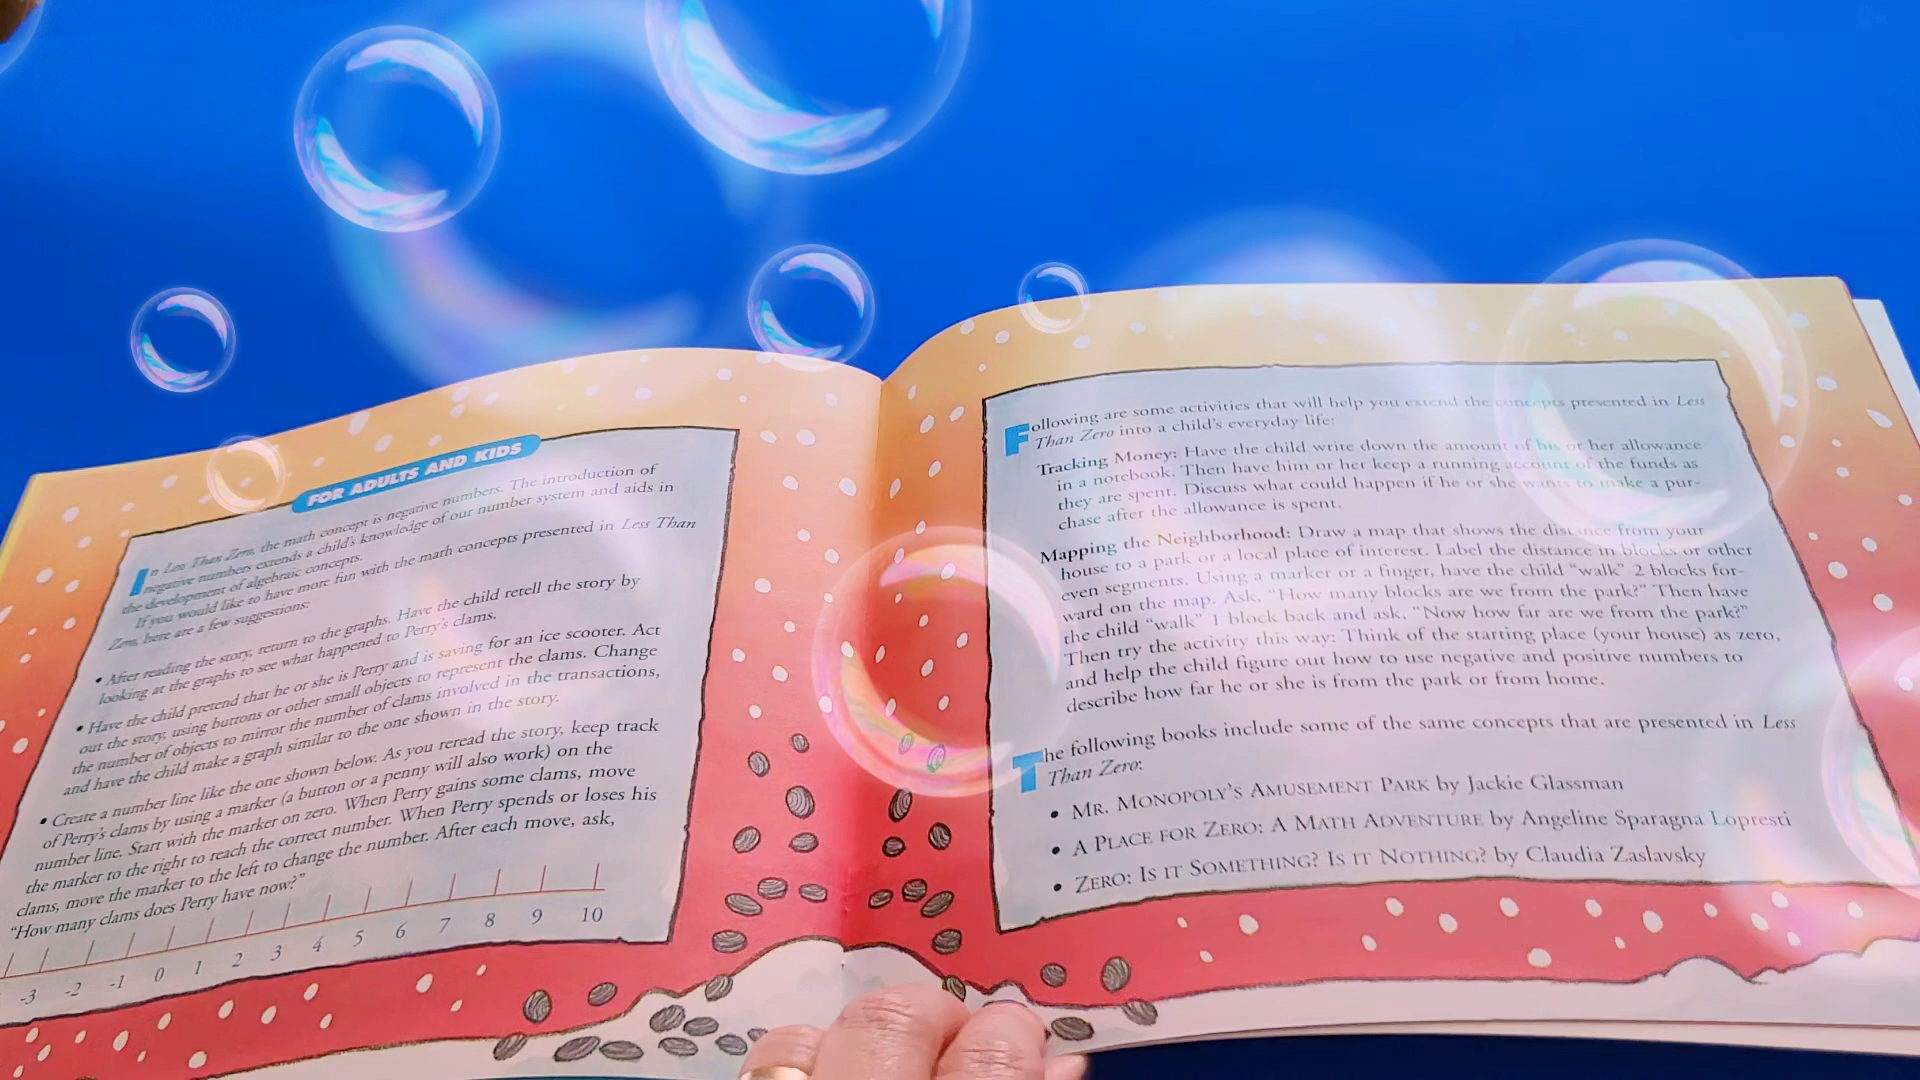 FOR ADULTS AND KIDS
In Less Than Zero, the math concept is negative numbers. The introduction of
negative numbers extends a child's knowledge of our number system and aids in
the development of algebraic concepts.
If you would like to have more fun with the math concepts presented in Less Than
Zero, here are a few suggestions:
• After reading the story, return to the graphs. Have the child retell the story by
looking at the graphs to see what happened to Perry's clams.
• Have the child pretend that he or she is Perry and is saving for an ice scooter. Act
out the story, using buttons or other small objects to represent the clams. Change
the number of objects to mirror the number of clams involved in the transactions,
and have the child make a graph similar to the one shown in the story.
• Create a number line like the one shown below. As you reread the story, keep track
of Perry's clams by using a marker (a button or a penny will also work) on the
number line. Start with the marker on zero. When Perry gains some clams, move
the marker to the right to reach the correct number. When Perry spends or loses his
clams, move the marker to the left to change the number. After each move, ask,
"How many clams does Perry have now?"
-3 -2 -1 0 1 2 3 4 5 6 7 8 9 10
Following are some activities that will help you extend the concepts presented in Less
Than Zero into a child's everyday life:
Tracking Money: Have the child write down the amount of his or her allowance
in a notebook. Then have him or her keep a running account of the funds as
they are spent. Discuss what could happen if he or she wants to make a pur-
chase after the allowance is spent.
Mapping the Neighborhood: Draw a map that shows the distance from your
house to a park or a local place of interest. Label the distance in blocks or other
even segments. Using a marker or a finger, have the child "walk" 2 blocks for-
ward on the map. Ask, "How many blocks are we from the park?" Then have
the child "walk" 1 block back and ask, "Now how far are we from the park?"
Then try the activity this way: Think of the starting place (your house) as zero,
and help the child figure out how to use negative and positive numbers to
describe how far he or she is from the park or from home.
The following books include some of the same concepts that are presented in Less
Than Zero:
• MR. MONOPOLY'S AMUSEMENT PARK by Jackie Glassman
• A PLACE FOR ZERO: A MATH ADVENTURE by Angeline Sparagna Lopresti
• ZERO: IS IT SOMETHING? IS IT NOTHING? by Claudia Zaslavsky